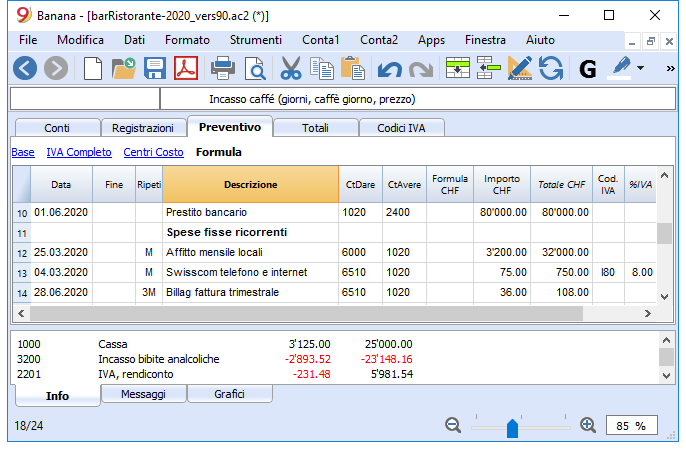 Banana - [barRistorante-2020_vers90.ac2 (*)]
File Modifica Dati Formato Strumenti Conta1 Conta2 Apps Finestra Aiuto
G »
Incasso caffé (giorni, caffè giorno, prezzo)
Conti Registrazioni Preventivo Totali Codici IVA
Base IVA Completo Centri Costo Formula
Data Fine Ripeti Descrizione CtDare CtAvere Formula CHF Importo CHF Totale CHF Cod. IVA %IVA
10 01.06.2020 Prestito bancario 1020 2400 80'000.00 80'000.00
11 Spese fisse ricorrenti
12 25.03.2020 M Affitto mensile locali 6000 1020 3'200.00 32'000.00
13 04.03.2020 M Swisscom telefono e internet 6510 1020 75.00 750.00 I80 8.00
14 28.06.2020 3M Billag fattura trimestrale 6510 1020 36.00 108.00
1000 Cassa 3'125.00 25'000.00
3200 Incasso bibite analcoliche -2'893.52 -23'148.16
2201 IVA, rendiconto -231.48 5'981.54
Info Messaggi Grafici
18/24 85 %